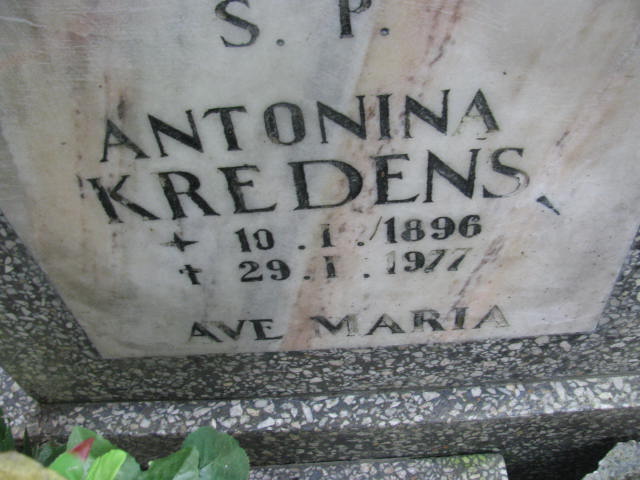 S. P.
ANTONINA
KREDENS
+ 10. I. 1896
† 29. I. 1977
AVE MARIA